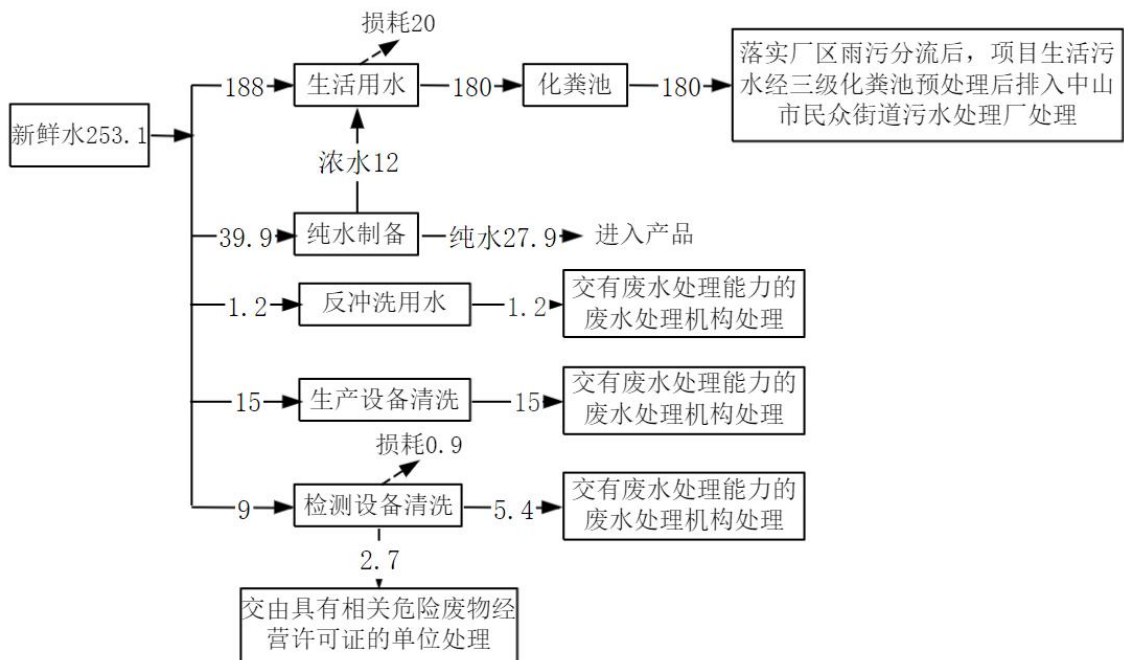 损耗20
新鲜水253.1
188
生活用水
180
化粪池
180
落实厂区雨污分流后，项目生活污
水经三级化粪池预处理后排入中山
市民众街道污水处理厂处理
浓水12
39.9
纯水制备
纯水27.9
进入产品
1.2
反冲洗用水
1.2
交有废水处理能力的
废水处理机构处理
15
生产设备清洗
15
交有废水处理能力的
废水处理机构处理
损耗0.9
9
检测设备清洗
5.4
交有废水处理能力的
废水处理机构处理
2.7
交由具有相关危险废物经
营许可证的单位处理